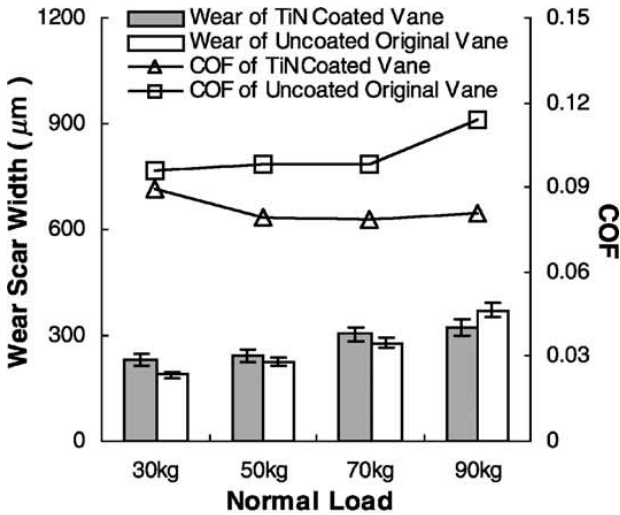 1200
900
600
300
0
Wear Scar Width (μm)
Wear of TiN Coated Vane
Wear of Uncoated Original Vane
COF of TiNCoated Vane
COF of Uncoated Original Vane
0.15
0.12
0.09
0.06
0.03
0
COF
30kg 50kg 70kg 90kg
Normal Load